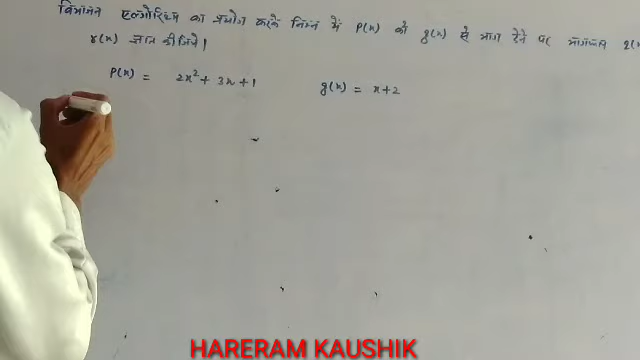 विभाजन एल्गोरिथ्म का प्रयोग करके निम्न में P(x) को g(x) से भाग देने पर भागफल q(x)
r(x) ज्ञात कीजिये।
P(x) = 2x² + 3x + 1 g(x) = x + 2
HARERAM KAUSHIK